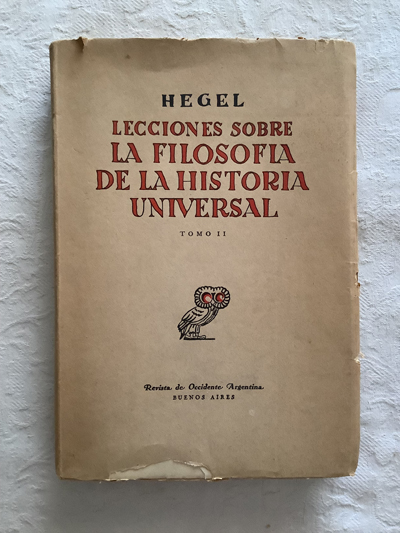 HEGEL
LECCIONES SOBRE
LA FILOSOFIA
DE LA HISTORIA
UNIVERSAL
TOMO II
Revista de Occidente Argentina
BUENOS AIRES